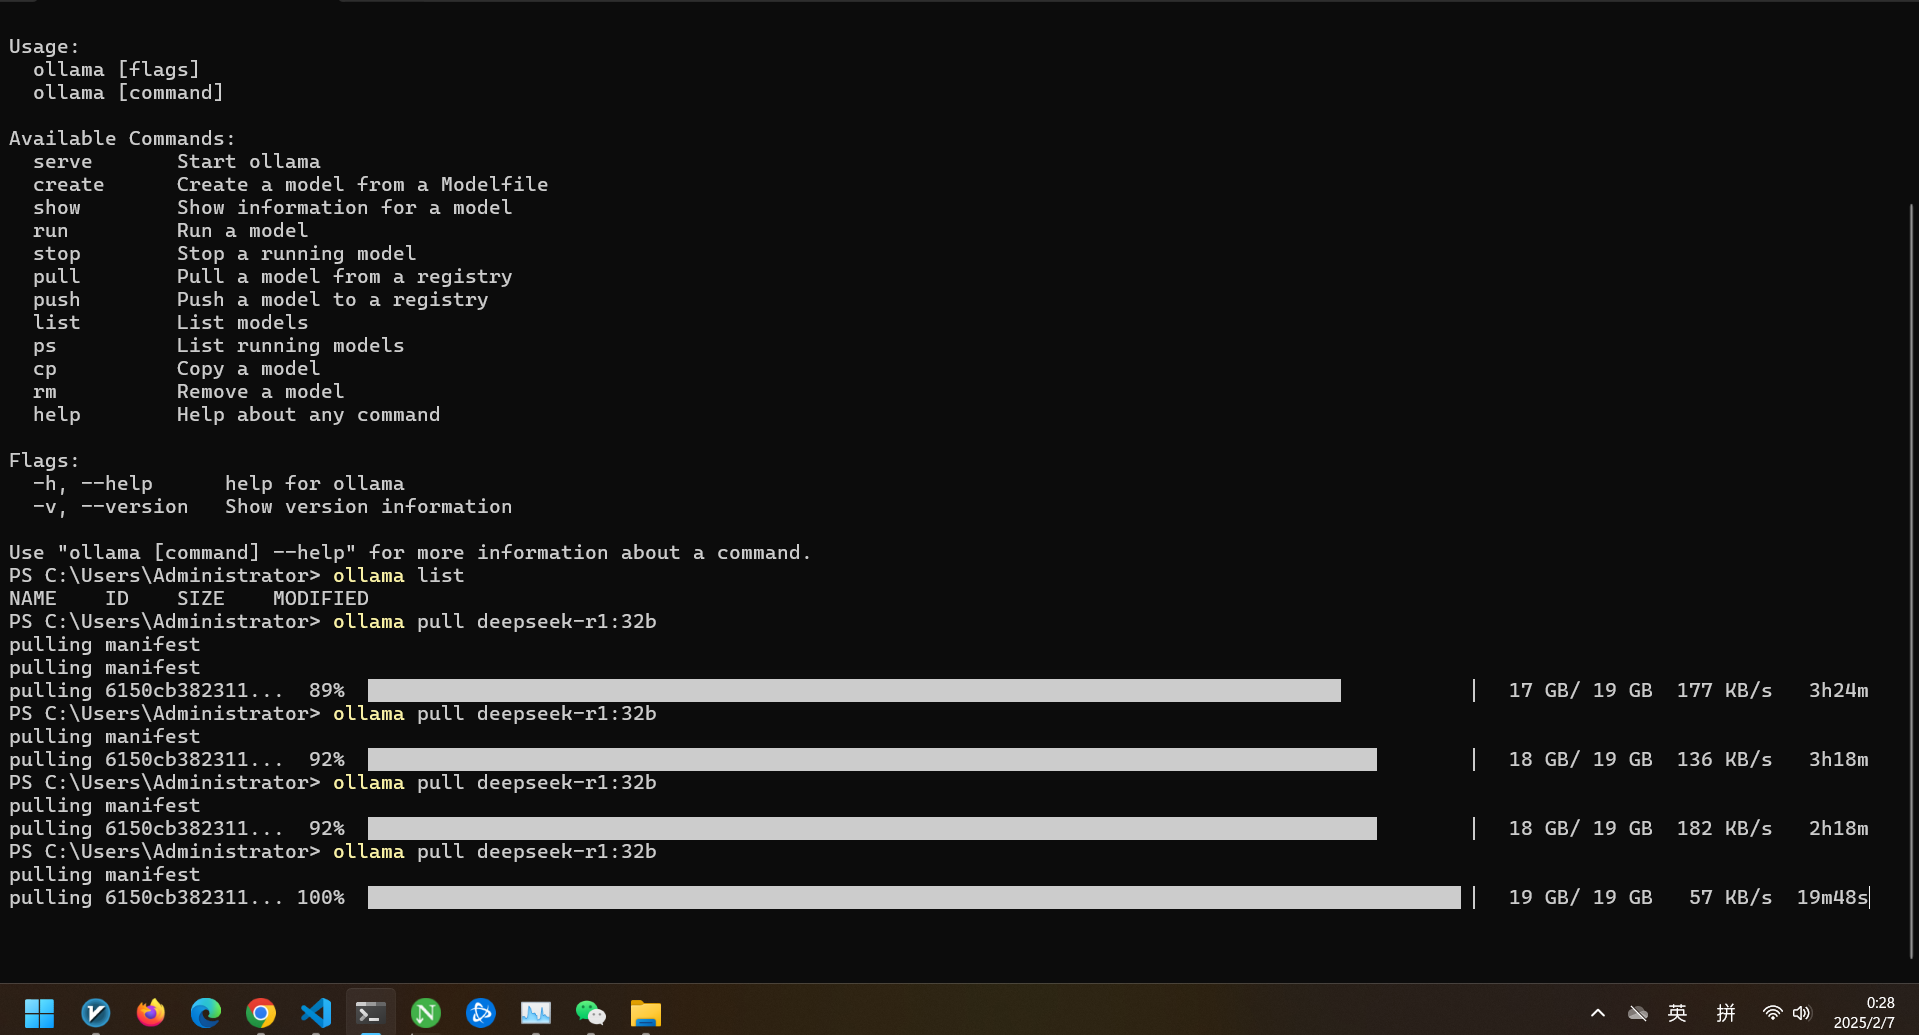 Usage:
  ollama [flags]
  ollama [command]

Available Commands:
  serve       Start ollama
  create      Create a model from a Modelfile
  show        Show information for a model
  run         Run a model
  stop        Stop a running model
  pull        Pull a model from a registry
  push        Push a model to a registry
  list        List models
  ps          List running models
  cp          Copy a model
  rm          Remove a model
  help        Help about any command

Flags:
  -h, --help      help for ollama
  -v, --version   Show version information

Use "ollama [command] --help" for more information about a command.
PS C:\Users\Administrator> ollama list
NAME    ID    SIZE    MODIFIED
PS C:\Users\Administrator> ollama pull deepseek-r1:32b
pulling manifest
pulling manifest
pulling 6150cb382311...  89%  17 GB/ 19 GB  177 KB/s   3h24m
PS C:\Users\Administrator> ollama pull deepseek-r1:32b
pulling manifest
pulling 6150cb382311...  92%  18 GB/ 19 GB  136 KB/s   3h18m
PS C:\Users\Administrator> ollama pull deepseek-r1:32b
pulling manifest
pulling 6150cb382311...  92%  18 GB/ 19 GB  182 KB/s   2h18m
PS C:\Users\Administrator> ollama pull deepseek-r1:32b
pulling manifest
pulling 6150cb382311... 100%  19 GB/ 19 GB   57 KB/s  19m48s
英 拼 0:28
2025/2/7